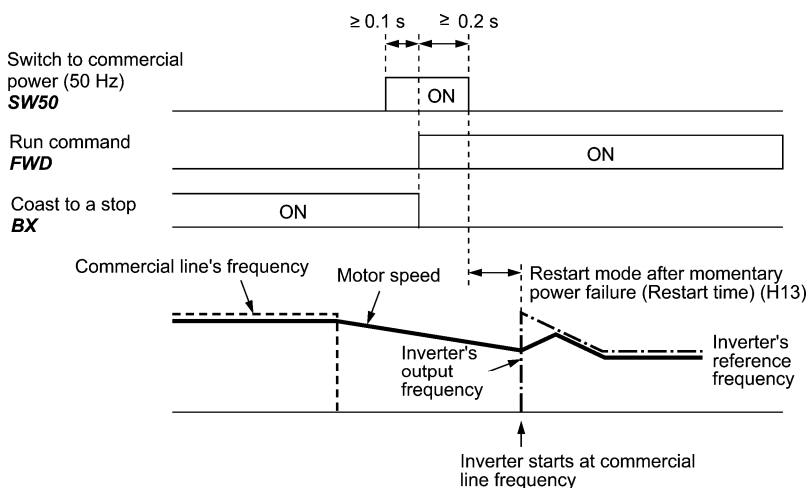 ≥ 0.1 s
≥ 0.2 s
Switch to commercial
power (50 Hz)
SW50
ON
Run command
FWD
ON
Coast to a stop
BX
ON
Commercial line's frequency
Motor speed
Restart mode after momentary
power failure (Restart time) (H13)
Inverter's
output
frequency
Inverter's
reference
frequency
Inverter starts at commercial
line frequency